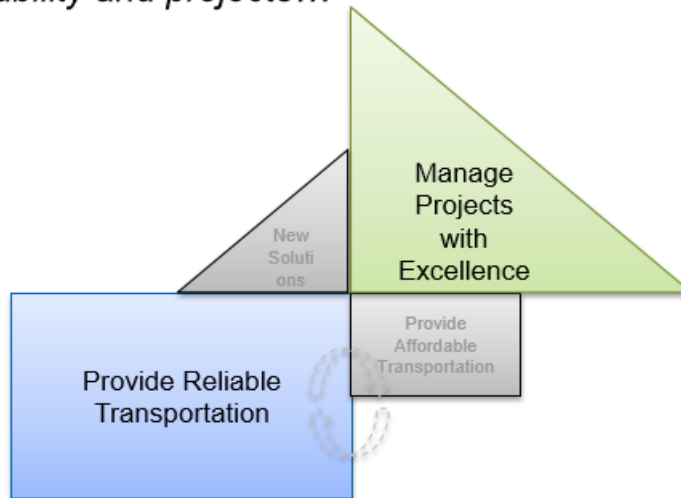 ability and projects...
Manage
Projects
with
Excellence
New
Soluti
ons
Provide
Affordable
Transportation
Provide Reliable
Transportation